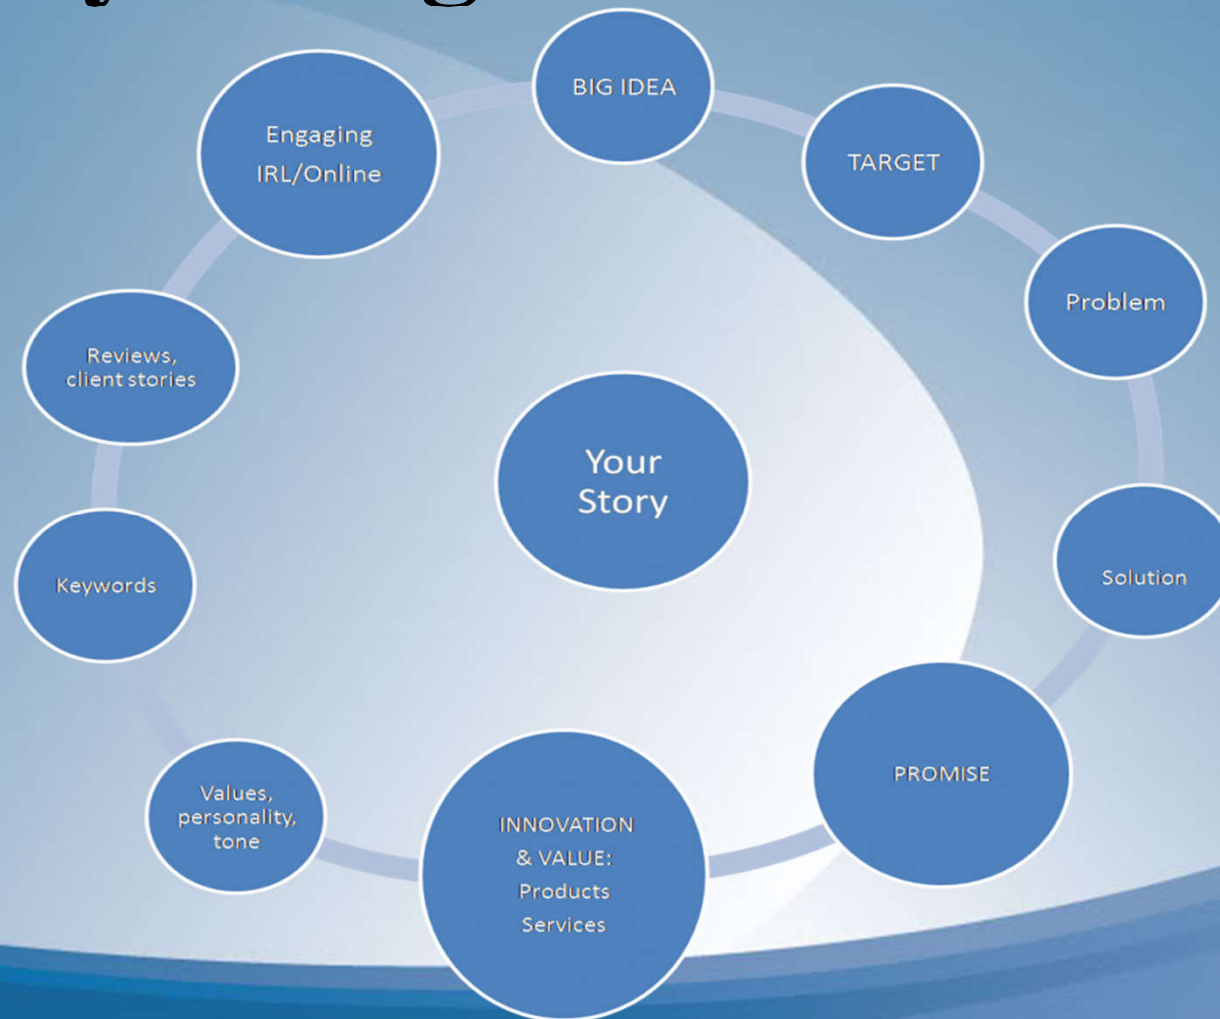 BIG IDEA
TARGET
Problem
Solution
PROMISE
INNOVATION
& VALUE:
Products
Services
Values,
personality,
tone
Keywords
Reviews,
client stories
Engaging
IRL/Online
Your
Story